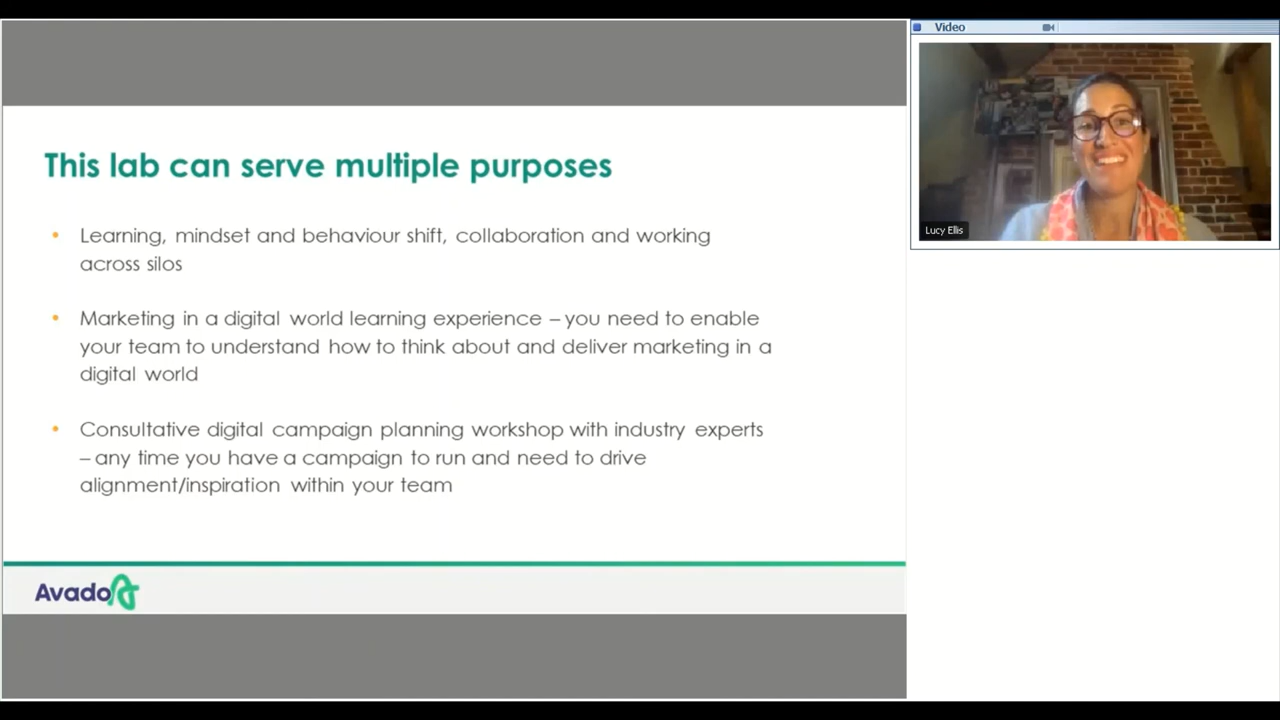 This lab can serve multiple purposes
• Learning, mindset and behaviour shift, collaboration and working
across silos
• Marketing in a digital world learning experience – you need to enable
your team to understand how to think about and deliver marketing in a
digital world
• Consultative digital campaign planning workshop with industry experts
– any time you have a campaign to run and need to drive
alignment/inspiration within your team
Avado
Video
Lucy Ellis